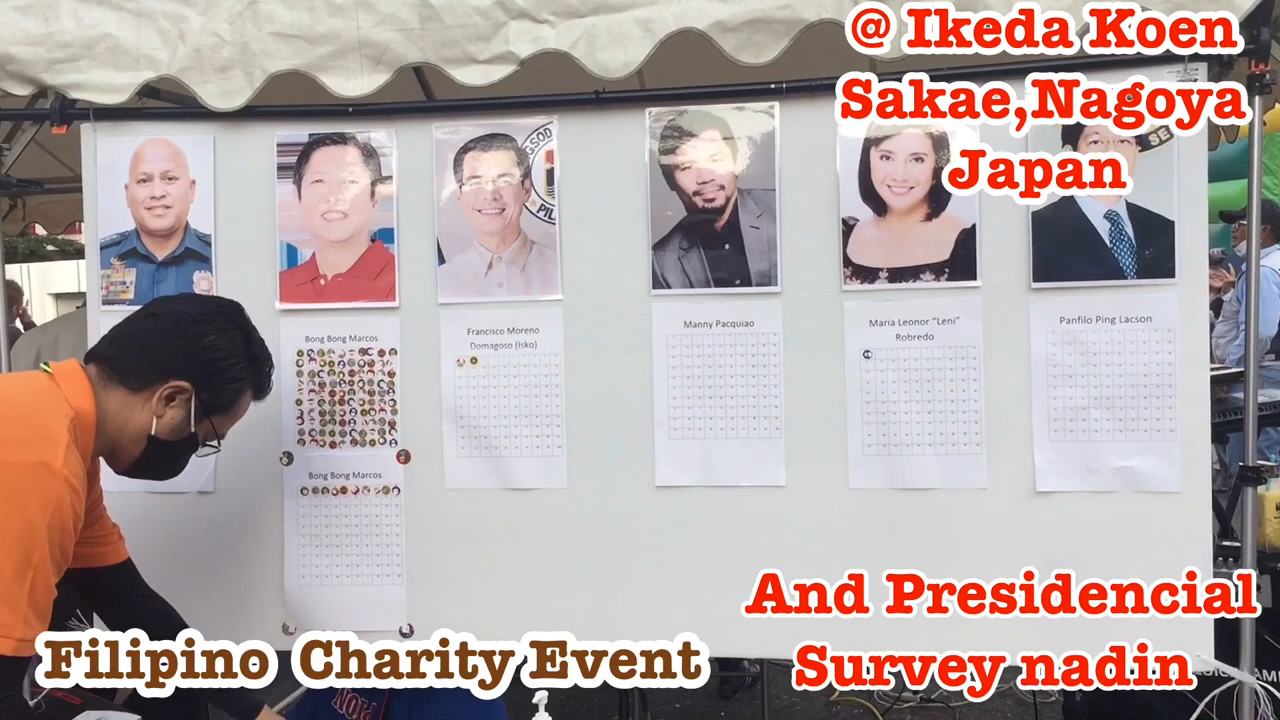 @ Ikeda Koen
Sakae,Nagoya
Japan
Bong Bong Marcos
Francisco Moreno
Domagoso (Isko)
Manny Pacquiao
Maria Leonor “Leni”
Robredo
Panfilo Ping Lacson
Bong Bong Marcos
And Presidencial
Survey nadin
Filipino Charity Event